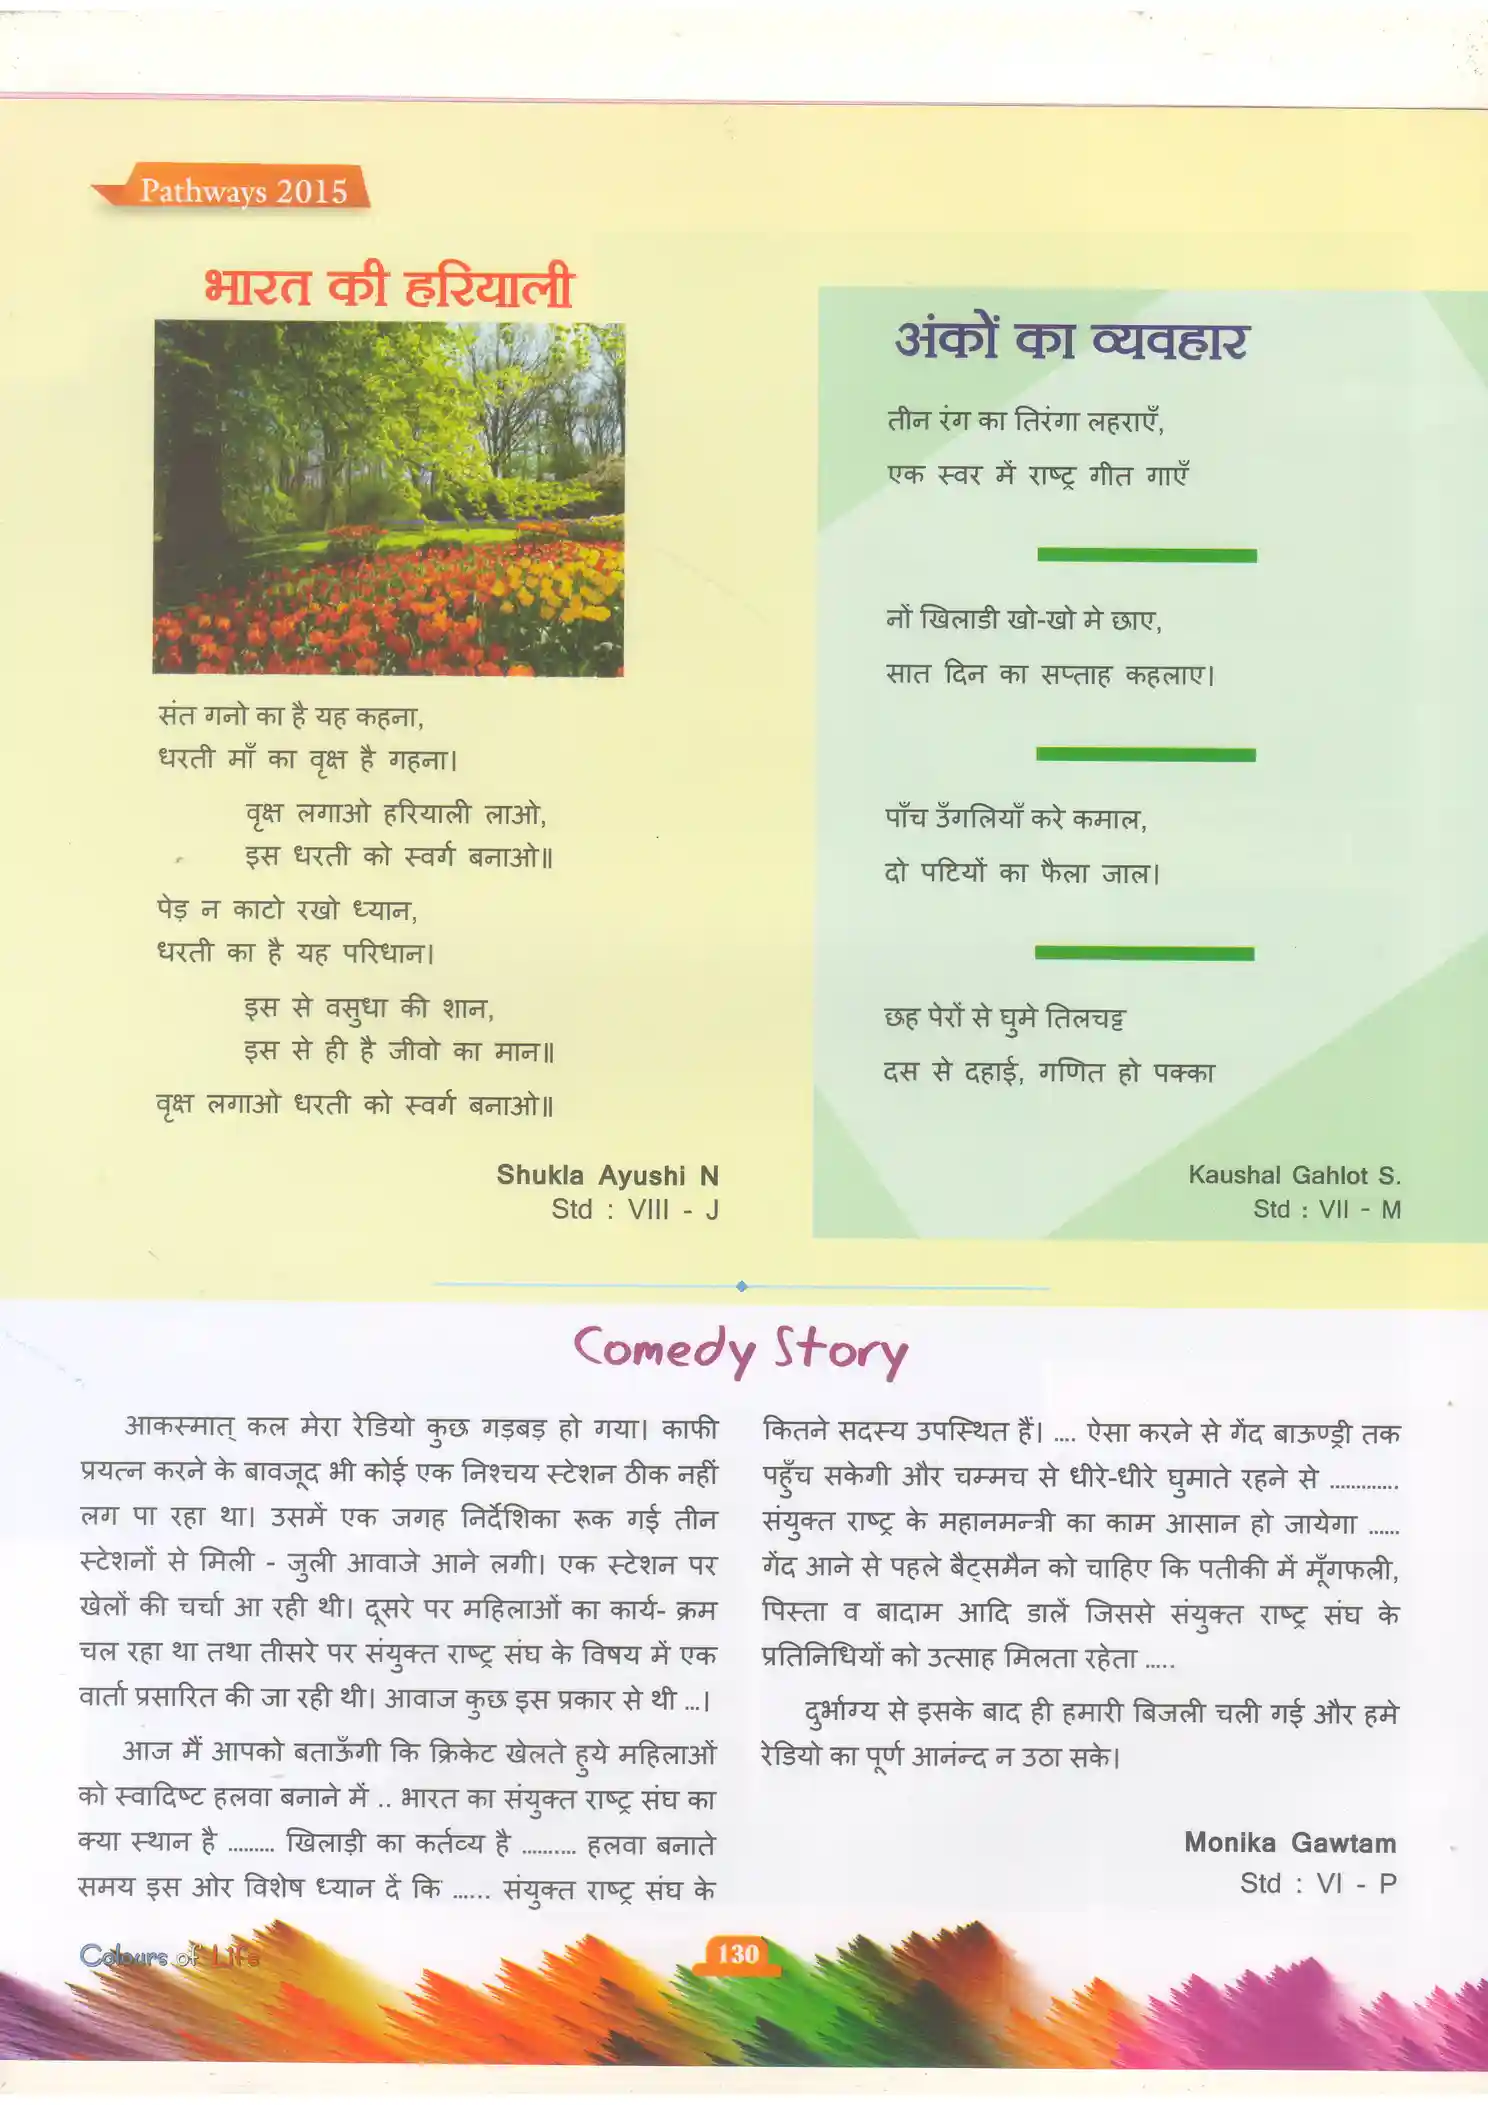 Pathways 2015
भारत की हरियाली
संत गनो का है यह कहना,
धरती माँ का वृक्ष है गहना।
वृक्ष लगाओ हरियाली लाओ,
इस धरती को स्वर्ग बनाओ॥
पेड़ न काटो रखो ध्यान,
धरती का है यह परिधान।
इस से वसुधा की शान,
इस से ही है जीवो का मान॥
वृक्ष लगाओ धरती को स्वर्ग बनाओ॥
Shukla Ayushi N
Std : VIII - J
अंकों का व्यवहार
तीन रंग का तिरंगा लहराएँ,
एक स्वर में राष्ट्र गीत गाएँ
नों खिलाडी खो-खो मे छाए,
सात दिन का सप्ताह कहलाए।
पाँच उँगलियाँ करे कमाल,
दो पटियों का फैला जाल।
छह पेरों से घुमे तिलचट्ट
दस से दहाई, गणित हो पक्का
Kaushal Gahlot S.
Std : VII - M
Comedy Story
आकस्मात् कल मेरा रेडियो कुछ गड़बड़ हो गया। काफी
प्रयत्न करने के बावजूद भी कोई एक निश्चय स्टेशन ठीक नहीं
लग पा रहा था। उसमें एक जगह निर्देशिका रूक गई तीन
स्टेशनों से मिली - जुली आवाजे आने लगी। एक स्टेशन पर
खेलों की चर्चा आ रही थी। दूसरे पर महिलाओं का कार्य- क्रम
चल रहा था तथा तीसरे पर संयुक्त राष्ट्र संघ के विषय में एक
वार्ता प्रसारित की जा रही थी। आवाज कुछ इस प्रकार से थी ...।
आज मैं आपको बताऊँगी कि क्रिकेट खेलते हुये महिलाओं
को स्वादिष्ट हलवा बनाने में .. भारत का संयुक्त राष्ट्र संघ का
क्या स्थान है ......... खिलाड़ी का कर्तव्य है .......... हलवा बनाते
समय इस ओर विशेष ध्यान दें कि ...... संयुक्त राष्ट्र संघ के
कितने सदस्य उपस्थित हैं। .... ऐसा करने से गेंद बाऊण्ड्री तक
पहुँच सकेगी और चम्मच से धीरे-धीरे घुमाते रहने से .............
संयुक्त राष्ट्र के महानमन्त्री का काम आसान हो जायेगा ......
गेंद आने से पहले बैट्समैन को चाहिए कि पतीकी में मूँगफली,
पिस्ता व बादाम आदि डालें जिससे संयुक्त राष्ट्र संघ के
प्रतिनिधियों को उत्साह मिलता रहेता .....
दुर्भाग्य से इसके बाद ही हमारी बिजली चली गई और हमे
रेडियो का पूर्ण आनंन्द न उठा सके।
Monika Gawtam
Std : VI - P
Colours of Life
130